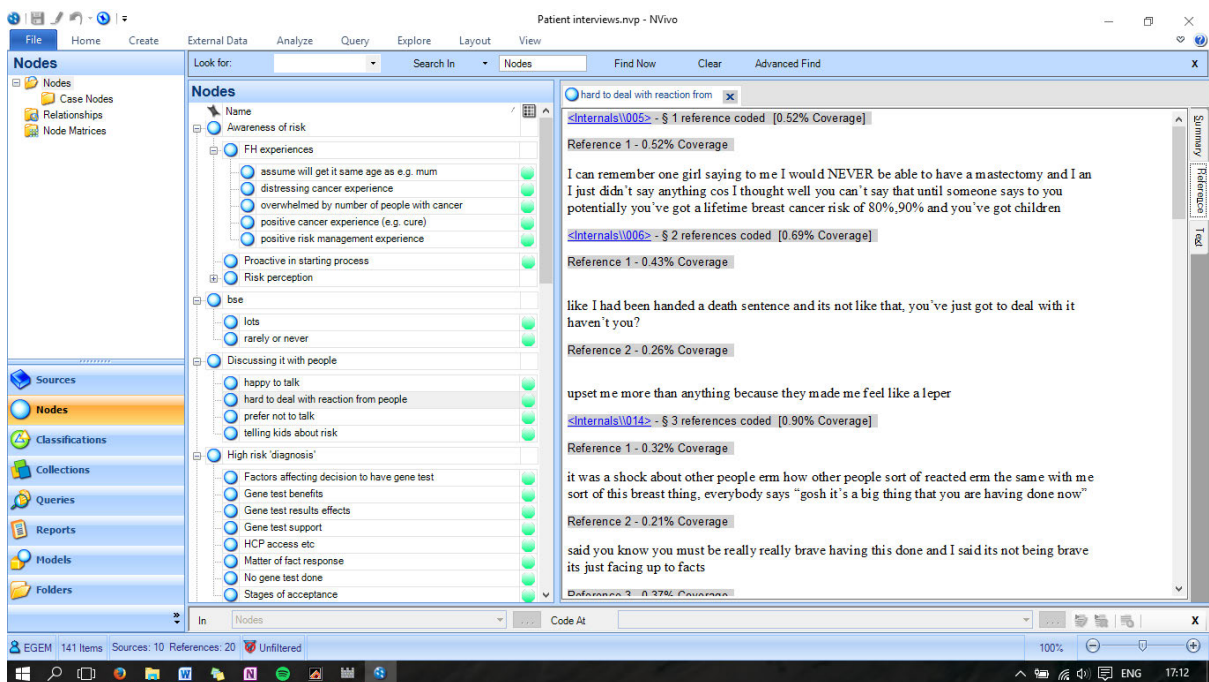 Patient interviews.nvp - NVivo
File Home Create External Data Analyze Query Explore Layout View
Nodes
Look for: Search In Nodes Find Now Clear Advanced Find X
Nodes
Case Nodes
Relationships
Node Matrices
Sources
Nodes
Classifications
Collections
Queries
Reports
Models
Folders
Nodes
Name
Awareness of risk
FH experiences
assume will get it same age as e.g. mum
distressing cancer experience
overwhelmed by number of people with cancer
positive cancer experience (e.g. cure)
positive risk management experience
Proactive in starting process
Risk perception
bse
lots
rarely or never
Discussing it with people
happy to talk
hard to deal with reaction from people
prefer not to talk
telling kids about risk
High risk 'diagnosis'
Factors affecting decision to have gene test
Gene test benefits
Gene test results effects
Gene test support
HCP access etc
Matter of fact response
No gene test done
Stages of acceptance
hard to deal with reaction from
<Internals\\005> - § 1 reference coded [0.52% Coverage]
Reference 1 - 0.52% Coverage
I can remember one girl saying to me I would NEVER be able to have a mastectomy and I an
I just didn't say anything cos I thought well you can't say that until someone says to you
potentially you've got a lifetime breast cancer risk of 80%,90% and you've got children
<Internals\\006> - § 2 references coded [0.69% Coverage]
Reference 1 - 0.43% Coverage
like I had been handed a death sentence and its not like that, you've just got to deal with it
haven't you?
Reference 2 - 0.26% Coverage
upset me more than anything because they made me feel like a leper
<Internals\\014> - § 3 references coded [0.90% Coverage]
Reference 1 - 0.32% Coverage
it was a shock about other people erm how other people sort of reacted erm the same with me
sort of this breast thing, everybody says “gosh it's a big thing that you are having done now”
Reference 2 - 0.21% Coverage
said you know you must be really really brave having this done and I said its not being brave
its just facing up to facts
Reference 3 - 0.37% Coverage
Summary
Reference
Text
In Nodes ... Code At ... X
EGEM 141 Items Sources: 10 References: 20 Unfiltered 100%
ENG 17:12